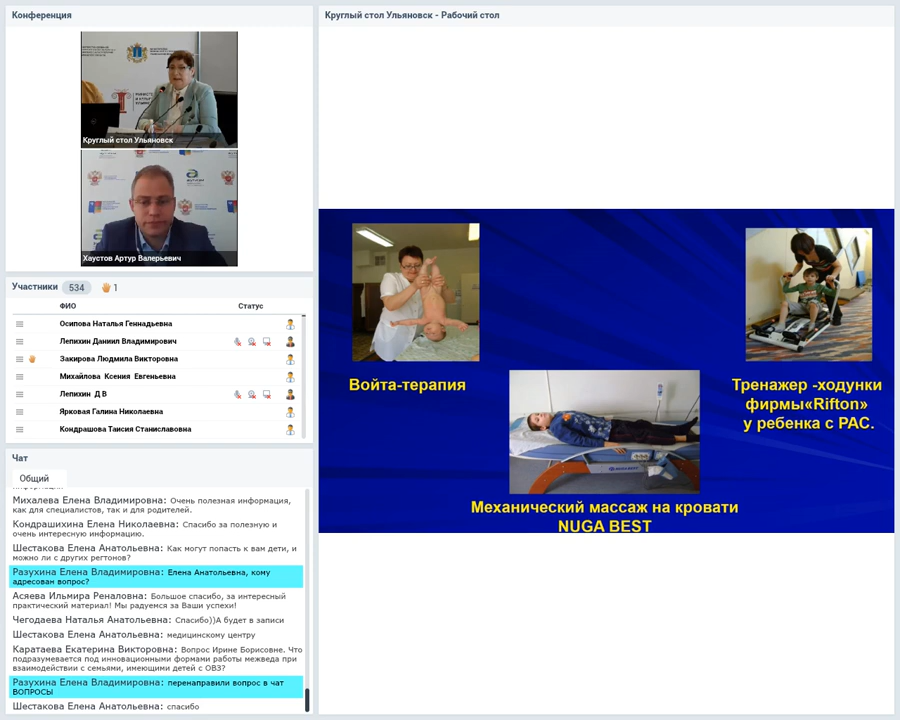 Конференция
Круглый стол Ульяновск
Хаустов Артур Валерьевич
Участники 534 1
ФИО Статус
Осипова Наталья Геннадьевна
Лепихин Даниил Владимирович
Закирова Людмила Викторовна
Михайлова Ксения Евгеньевна
Лепихин Д В
Ярковая Галина Николаевна
Кондрашова Таисия Станиславовна
Чат
Общий
Михалева Елена Владимировна: Очень полезная информация,
как для специалистов, так и для родителей.
Кондрашихина Елена Николаевна: Спасибо за полезную и
очень интересную информацию.
Шестакова Елена Анатольевна: Как могут попасть к вам дети, и
можно ли с других регтонов?
Разухина Елена Владимировна: Елена Анатольевна, кому
адресован вопрос?
Асяева Ильмира Реналовна: Большое спасибо, за интересный
практический материал! Мы радуемся за Ваши успехи!
Чегодаева Наталья Анатольевна: Спасибо))А будет в записи
Шестакова Елена Анатольевна: медицинскому центру
Каратаева Екатерина Викторовна: Вопрос Ирине Борисовне. Что
подразумевается под инновационными формами работы межведа при
взаимодействии с семьями, имеющими детей с ОВЗ?
Разухина Елена Владимировна: перенаправили вопрос в чат
ВОПРОСЫ
Шестакова Елена Анатольевна: спасибо
Круглый стол Ульяновск - Рабочий стол
Войта-терапия
Тренажер -ходунки
фирмы«Rifton»
у ребенка с РАС.
Механический массаж на кровати
NUGA BEST